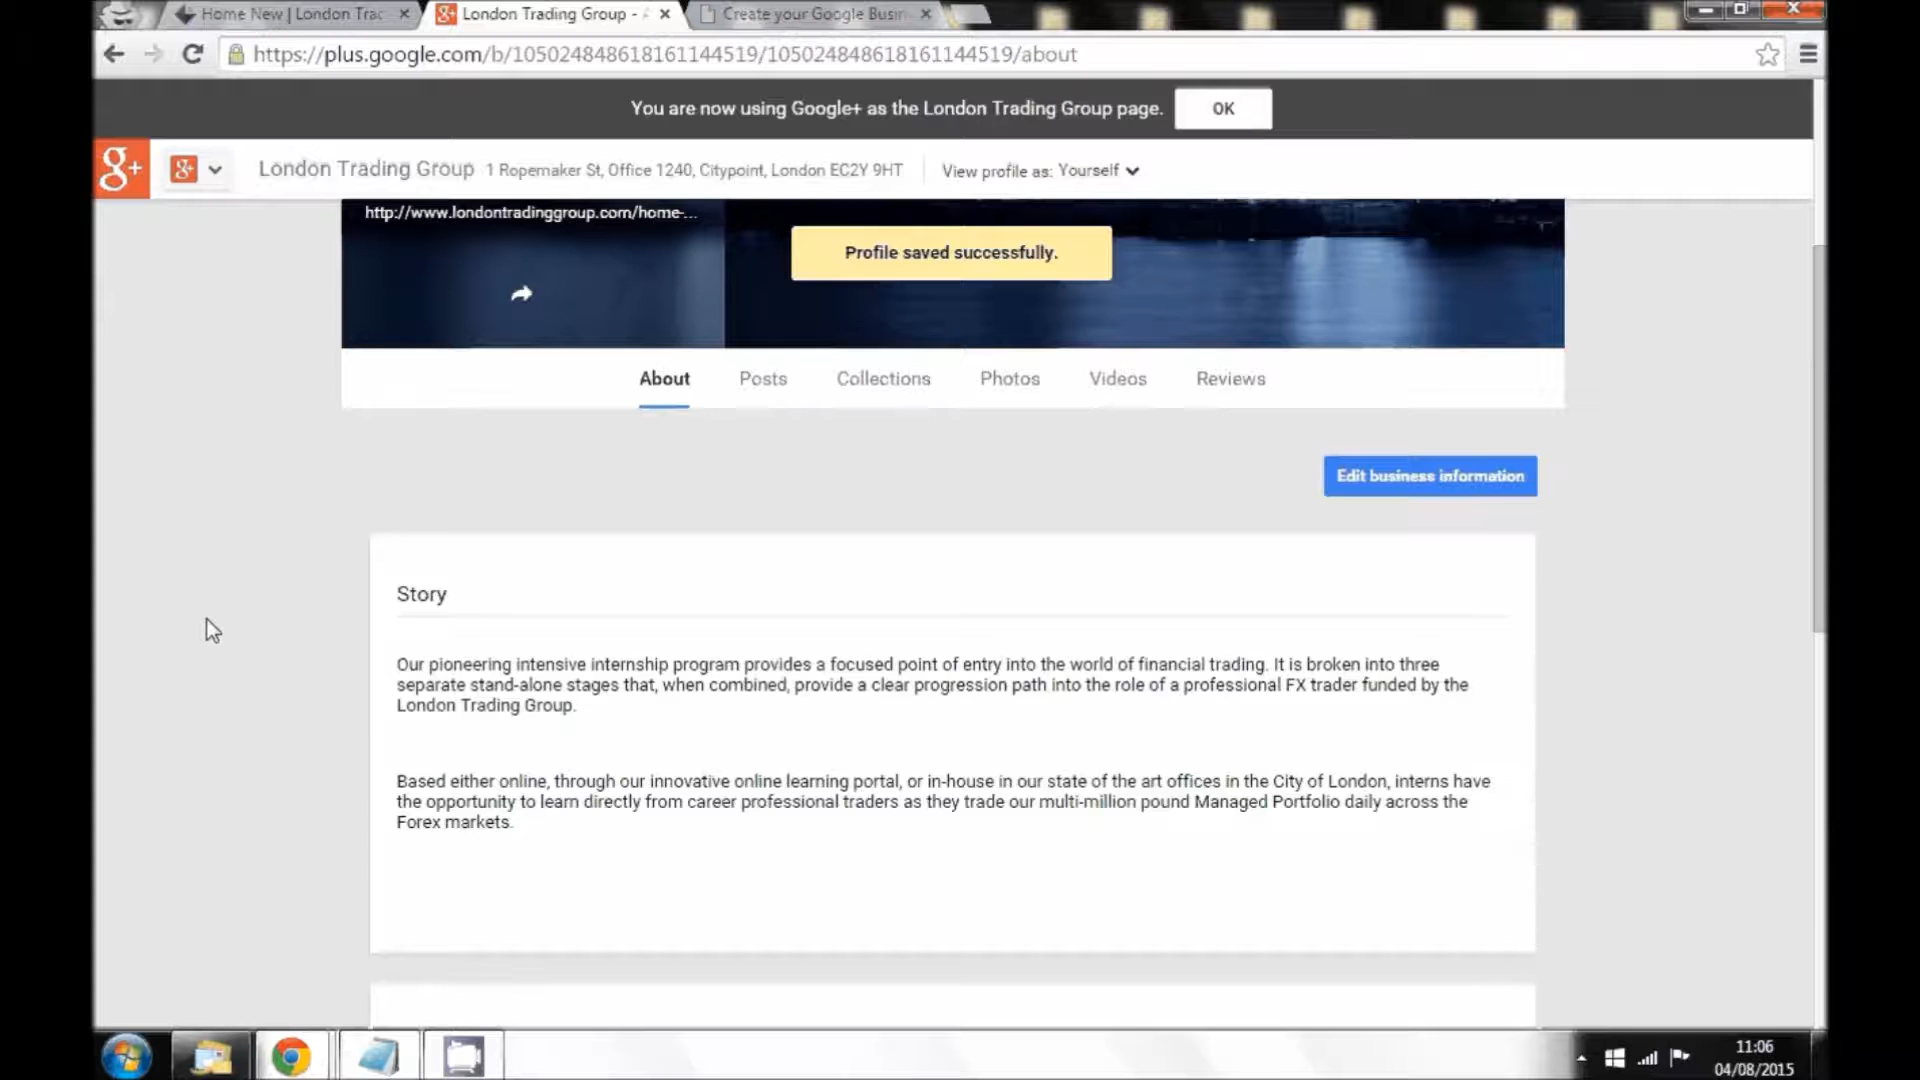 Home New | London Trac
London Trading Group -
Create your Google Busin
https://plus.google.com/b/105024848618161144519/105024848618161144519/about
You are now using Google+ as the London Trading Group page.
OK
g+
g+
London Trading Group
1 Ropemaker St, Office 1240, Citypoint, London EC2Y 9HT
View profile as: Yourself
http://www.londontradinggroup.com/home-...
Profile saved successfully.
About
Posts
Collections
Photos
Videos
Reviews
Edit business information
Story
Our pioneering intensive internship program provides a focused point of entry into the world of financial trading. It is broken into three
separate stand-alone stages that, when combined, provide a clear progression path into the role of a professional FX trader funded by the
London Trading Group.
Based either online, through our innovative online learning portal, or in-house in our state of the art offices in the City of London, interns have
the opportunity to learn directly from career professional traders as they trade our multi-million pound Managed Portfolio daily across the
Forex markets.
11:06
04/08/2015